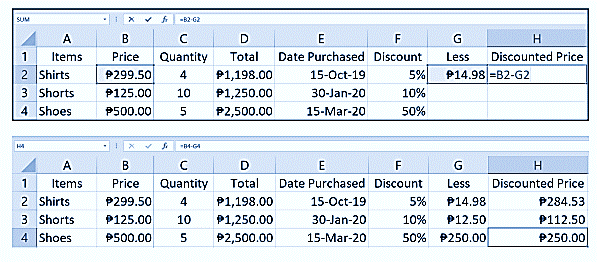 SUM fx =B2-G2
A B C D E F G H
1 Items Price Quantity Total Date Purchased Discount Less Discounted Price
2 Shirts ₱299.50 4 ₱1,198.00 15-Oct-19 5% ₱14.98 =B2-G2
3 Shorts ₱125.00 10 ₱1,250.00 30-Jan-20 10%
4 Shoes ₱500.00 5 ₱2,500.00 15-Mar-20 50%
H4 fx =B4-G4
A B C D E F G H
1 Items Price Quantity Total Date Purchased Discount Less Discounted Price
2 Shirts ₱299.50 4 ₱1,198.00 15-Oct-19 5% ₱14.98 ₱284.53
3 Shorts ₱125.00 10 ₱1,250.00 30-Jan-20 10% ₱12.50 ₱112.50
4 Shoes ₱500.00 5 ₱2,500.00 15-Mar-20 50% ₱250.00 ₱250.00